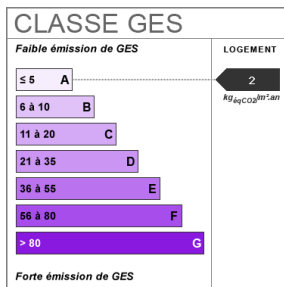 CLASSE GES
Faible émission de GES
LOGEMENT
≤ 5 A
2
kgéqCO2/m².an
6 à 10 B
11 à 20 C
21 à 35 D
36 à 55 E
56 à 80 F
> 80 G
Forte émission de GES